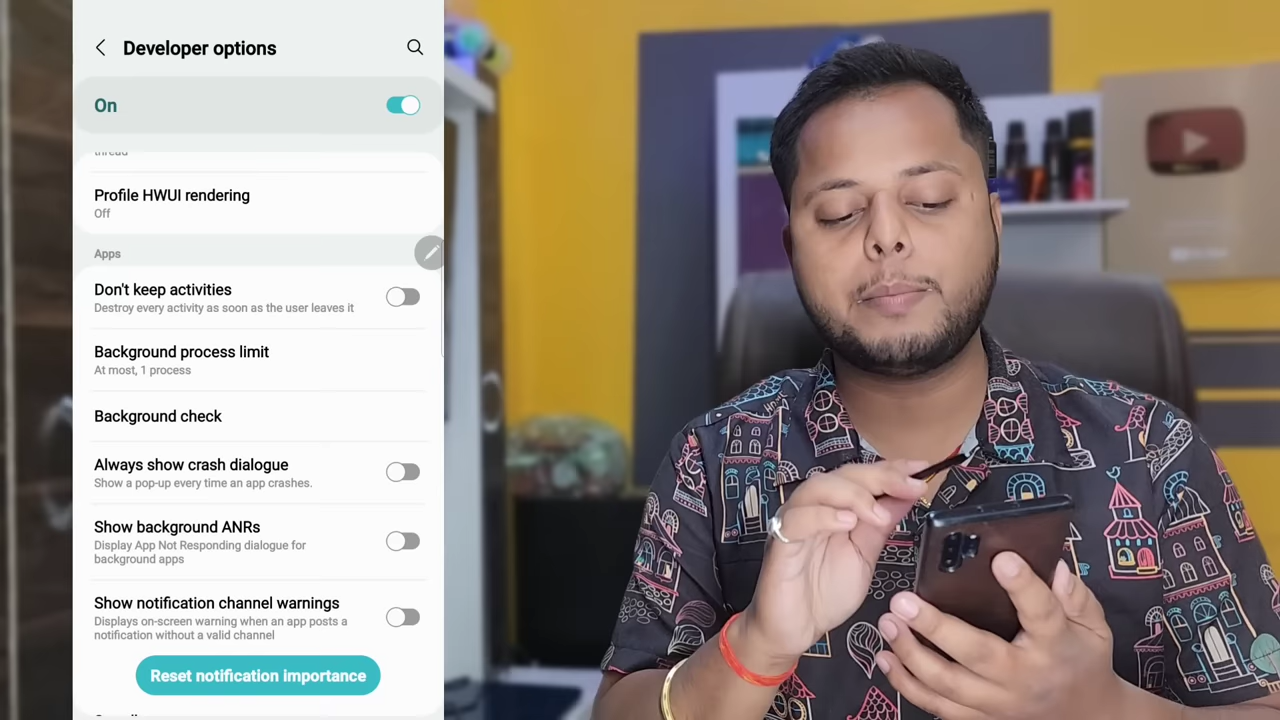 Developer options
On
thread
Profile HWUI rendering
Off
Apps
Don't keep activities
Destroy every activity as soon as the user leaves it
Background process limit
At most, 1 process
Background check
Always show crash dialogue
Show a pop-up every time an app crashes.
Show background ANRs
Display App Not Responding dialogue for
background apps
Show notification channel warnings
Displays on-screen warning when an app posts a
notification without a valid channel
Reset notification importance